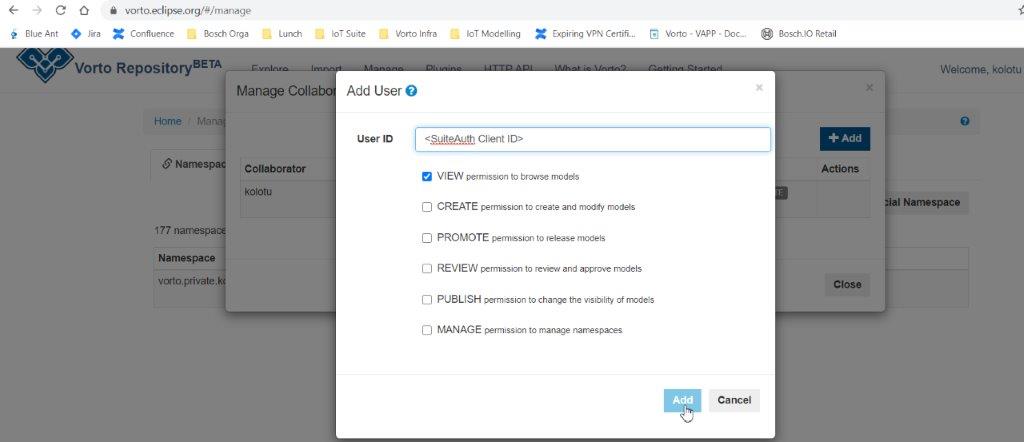 vorto.eclipse.org/#/manage
Blue Ant Jira Confluence Bosch Orga Lunch IoT Suite Vorto Infra IoT Modelling Expiring VPN Certifi... Vorto - VAPP - Doc... Bosch.IO Retail
Vorto Repository BETA Explore Import Manage Plugins HTTP API What is Vorto? Getting Started Welcome, kolotu
Manage Collabor
Add User ? ×
×
Home / Manag
User ID <SuiteAuth Client ID>
+ Add
Namespac
Collaborator Actions
VIEW permission to browse models
kolotu
CREATE permission to create and modify models
cial Namespace
177 namespace
PROMOTE permission to release models
Namespace
REVIEW permission to review and approve models
vorto.private.ko
Close
PUBLISH permission to change the visibility of models
MANAGE permission to manage namespaces
Add Cancel